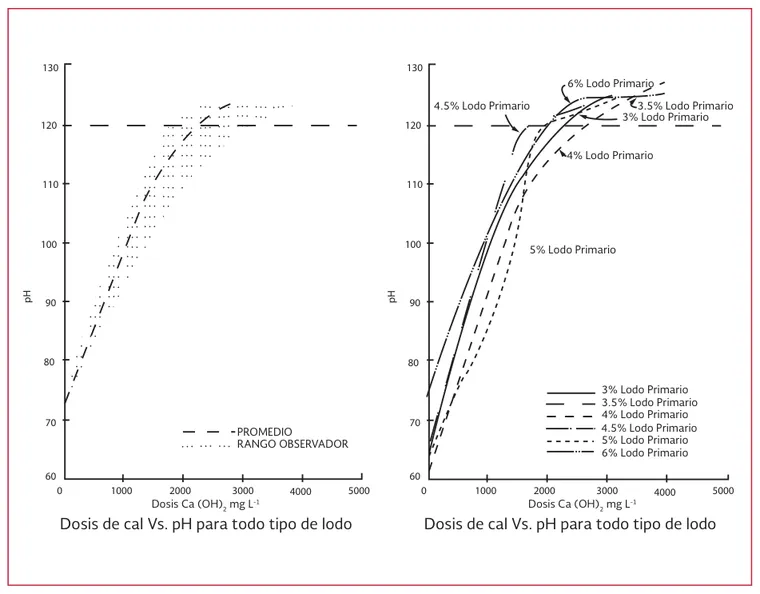 130
120
110
100
90
80
70
60
pH
0 1000 2000 3000 4000 5000
Dosis Ca (OH)2 mg L-1
PROMEDIO
RANGO OBSERVADOR
Dosis de cal Vs. pH para todo tipo de lodo
130
120
110
100
90
80
70
60
pH
6% Lodo Primario
4.5% Lodo Primario
3.5% Lodo Primario
3% Lodo Primario
4% Lodo Primario
5% Lodo Primario
3% Lodo Primario
3.5% Lodo Primario
4% Lodo Primario
4.5% Lodo Primario
5% Lodo Primario
6% Lodo Primario
0 1000 2000 3000 4000 5000
Dosis Ca (OH)2 mg L-1
Dosis de cal Vs. pH para todo tipo de lodo